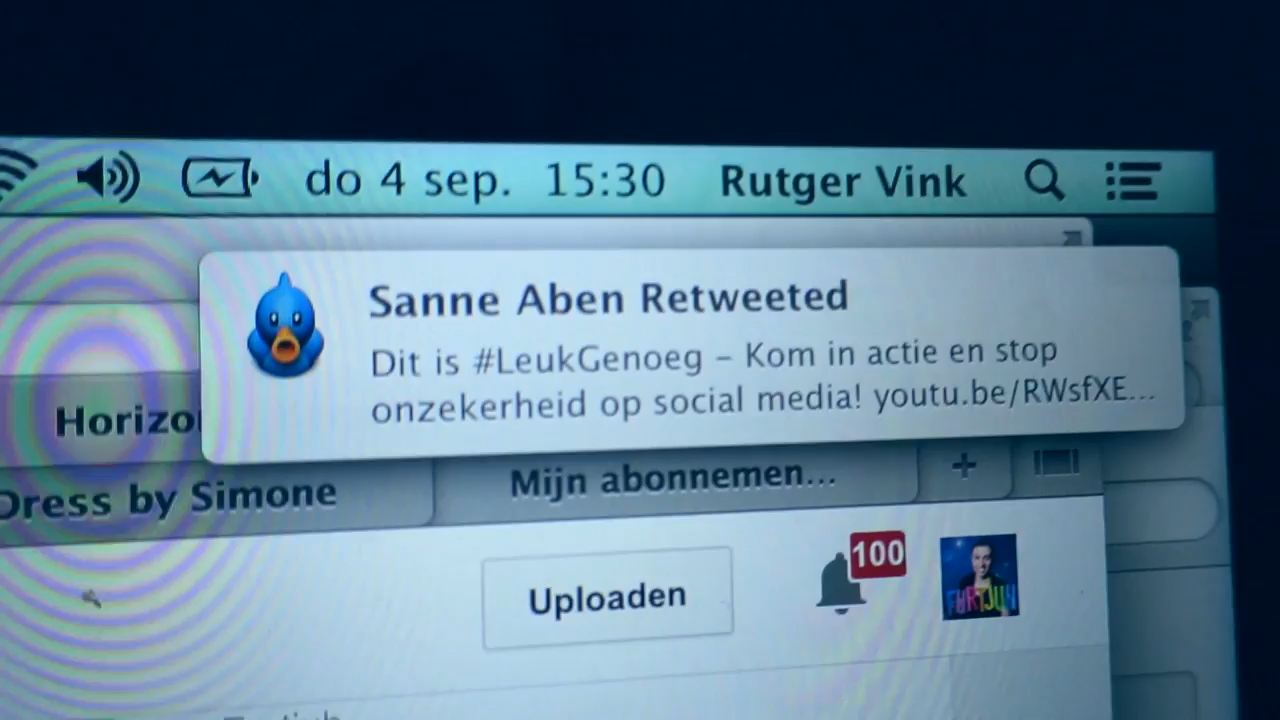 do 4 sep. 15:30 Rutger Vink
Sanne Aben Retweeted
Dit is #LeukGenoeg – Kom in actie en stop
onzekerheid op social media! youtu.be/RWsfXE...
Horizo
Dress by Simone
Mijn abonnemen...
+
Uploaden
100